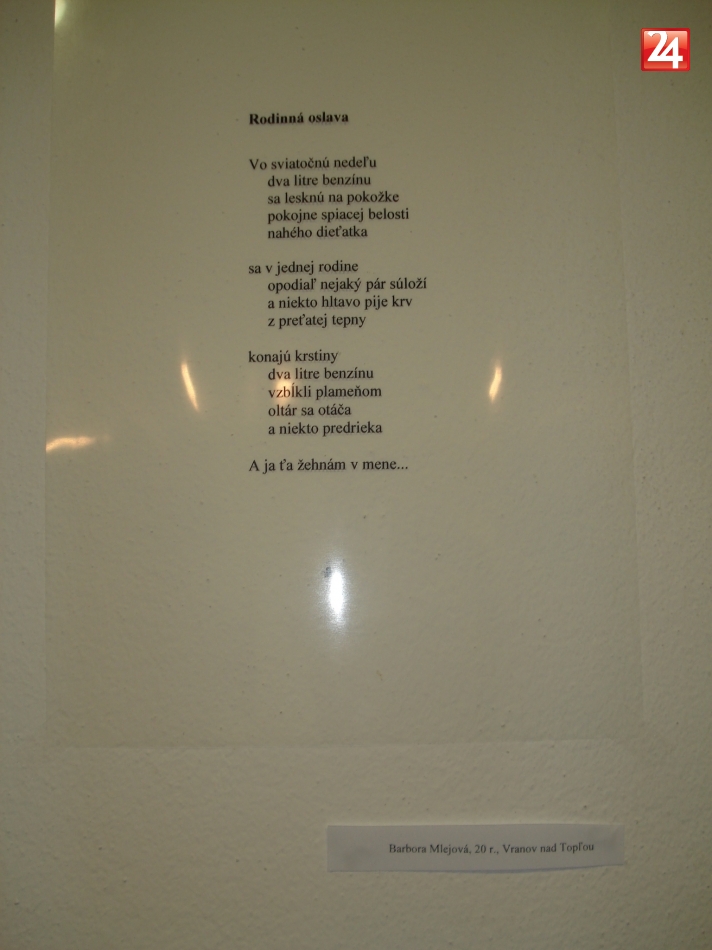 24
Rodinná oslava
Vo sviatočnú nedeľu
dva litre benzínu
sa lesknú na pokožke
pokojne spiacej belosti
nahého dieťatka
sa v jednej rodine
opodiaľ nejaký pár súloží
a niekto hltavo pije krv
z preťatej tepny
konajú krstiny
dva litre benzínu
vzbĺkli plameňom
oltár sa otáča
a niekto predrieka
A ja ťa žehnám v mene...
Barbora Mlejová, 20 r., Vranov nad Topľou